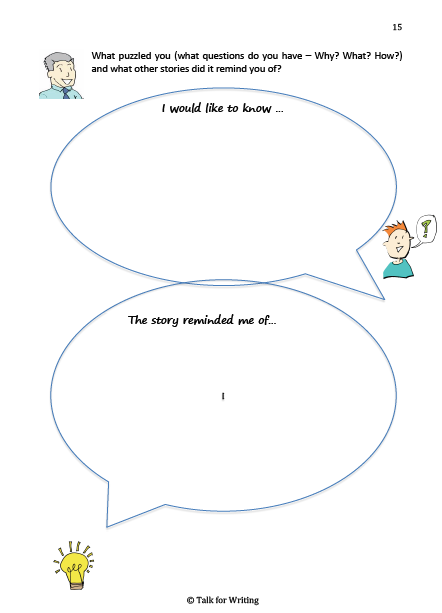 15
What puzzled you (what questions do you have – Why? What? How?)
and what other stories did it remind you of?
I would like to know ...
The story reminded me of...
I
© Talk for Writing